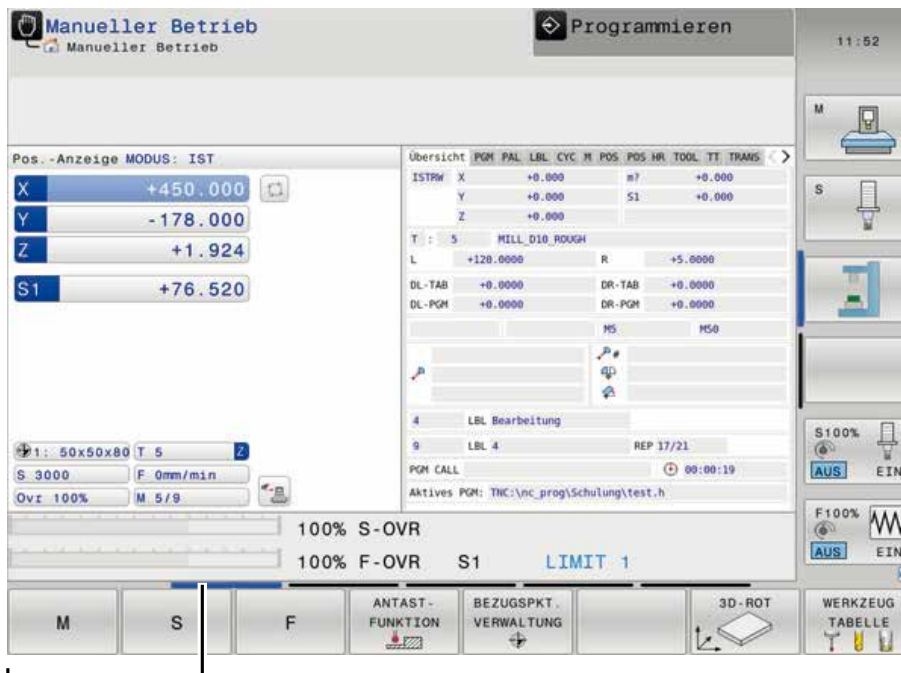 Manueller Betrieb
Manueller Betrieb
Programmieren
11:52
Pos.-Anzeige MODUS: IST
X +450.000
Y -178.000
Z +1.924
S1 +76.520
1: 50x50x80 T 5 Z
S 3000 F 0mm/min
Ovr 100% M 5/9
Übersicht PGM PAL LBL CYC M POS POS HR TOOL TT TRANS
ISTRW X +0.000 m? +0.000
Y +0.000 S1 +0.000
Z +0.000
T : 5 MILL_D10_ROUGH
L +120.0000 R +5.0000
DL-TAB +0.0000 DR-TAB +0.0000
DL-PGM +0.0000 DR-PGM +0.0000
M5 M50
P #
P
4 LBL Bearbeitung
9 LBL 4 REP 17/21
PGM CALL 00:00:19
Aktives PGM: TNC:\nc_prog\Schulung\test.h
100% S-OVR
100% F-OVR S1 LIMIT 1
M
S
S100%
AUS EIN
F100%
AUS EIN
M
S
F
ANTAST-
FUNKTION
BEZUGSPKT.
VERWALTUNG
3D-ROT
WERKZEUG
TABELLE